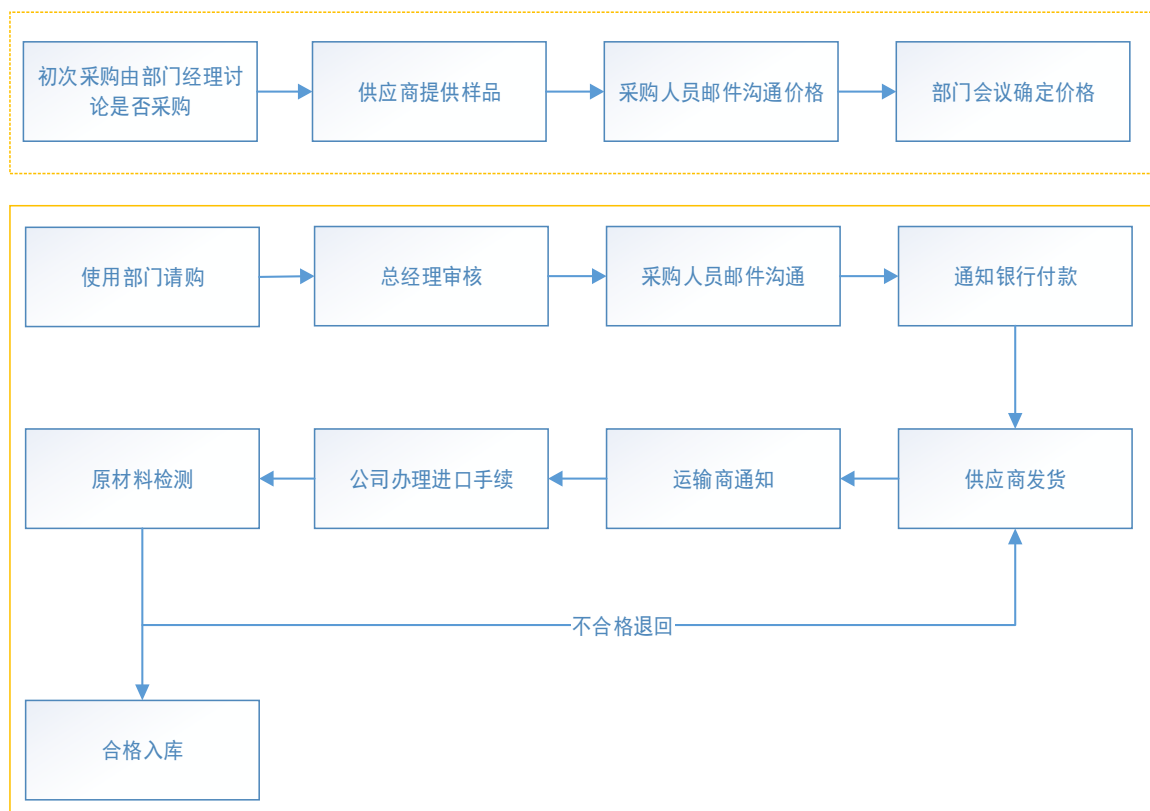 初次采购由部门经理讨
论是否采购
供应商提供样品
采购人员邮件沟通价格
部门会议确定价格
使用部门请购
总经理审核
采购人员邮件沟通
通知银行付款
原材料检测
公司办理进口手续
运输商通知
供应商发货
不合格退回
合格入库